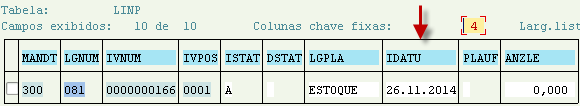 Tabela: LINP
Campos exibidos: 10 de 10 Colunas chave fixas: 4 Larg.list
MANDT LGNUM IVNUM IVPOS ISTAT DSTAT LGPLA IDATU PLAUF ANZLE
300 081 0000000166 0001 A ESTOQUE 26.11.2014 0,000